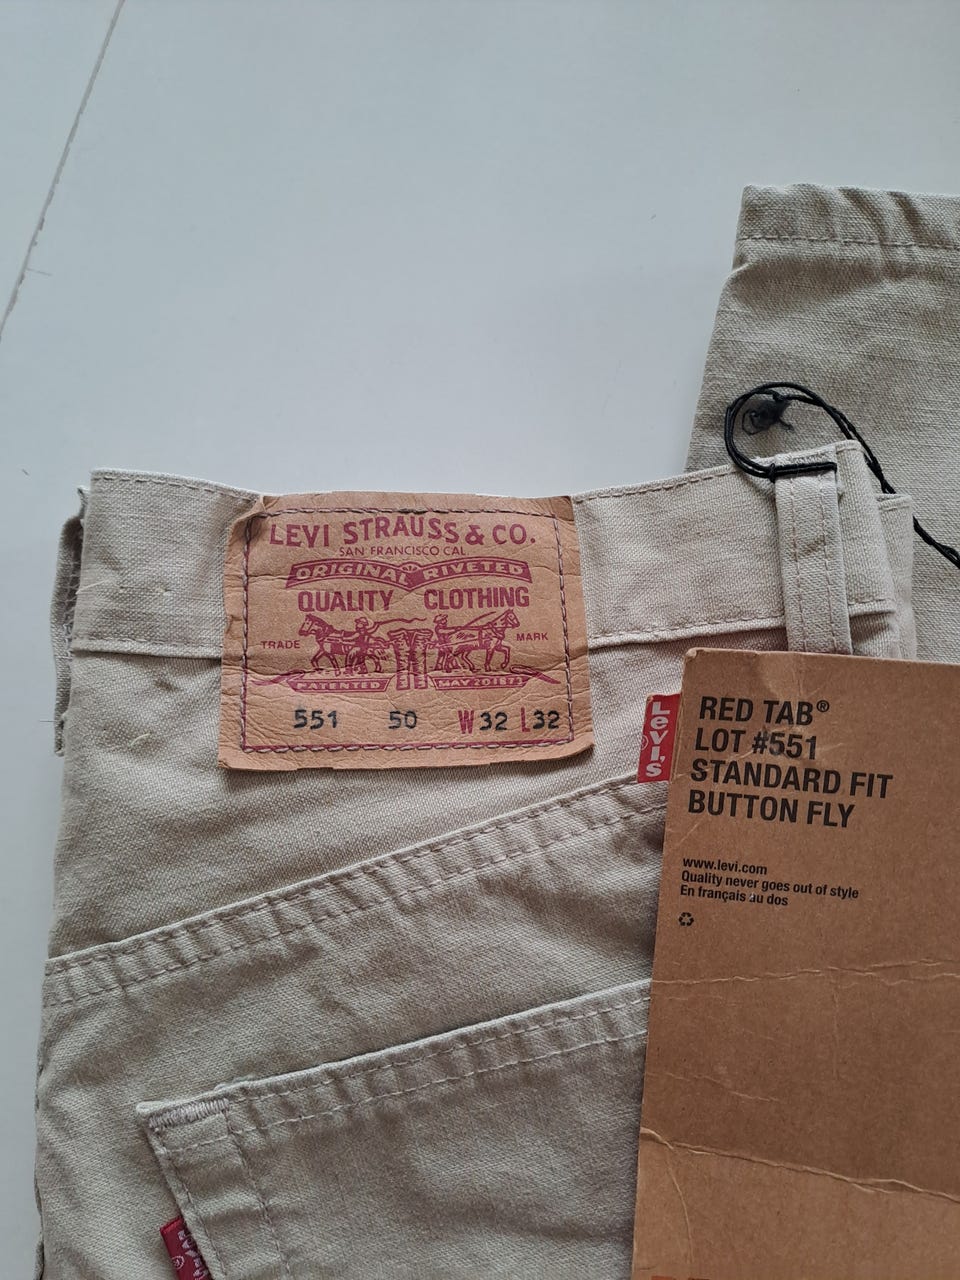 LEVI STRAUSS & CO.
SAN FRANCISCO CAL.
ORIGINAL RIVETED
QUALITY CLOTHING
TRADE MARK
PATENTED MAY 20 1873
551 50 W32 L32
Levi's
RED TAB®
LOT #551
STANDARD FIT
BUTTON FLY
www.levi.com
Quality never goes out of style
En français au dos